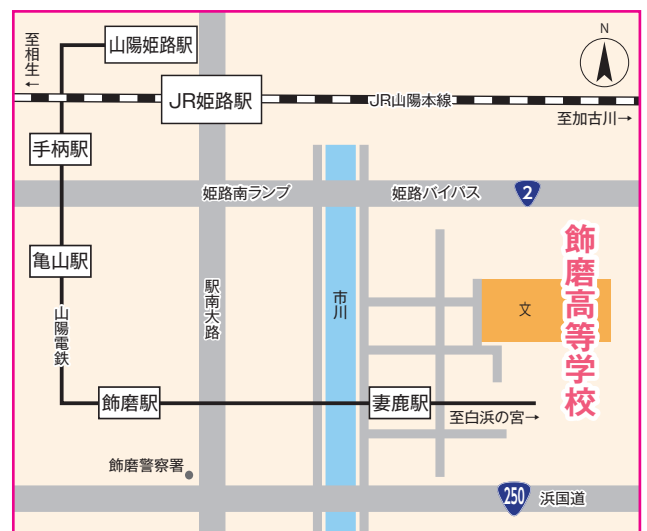 至相生←
山陽姫路駅
N
JR姫路駅
JR山陽本線
至加古川→
手柄駅
姫路南ランプ
姫路バイパス
2
亀山駅
山陽電鉄
駅南大路
市川
文
飾磨高等学校
飾磨駅
妻鹿駅
至白浜の宮→
飾磨警察署
250
浜国道